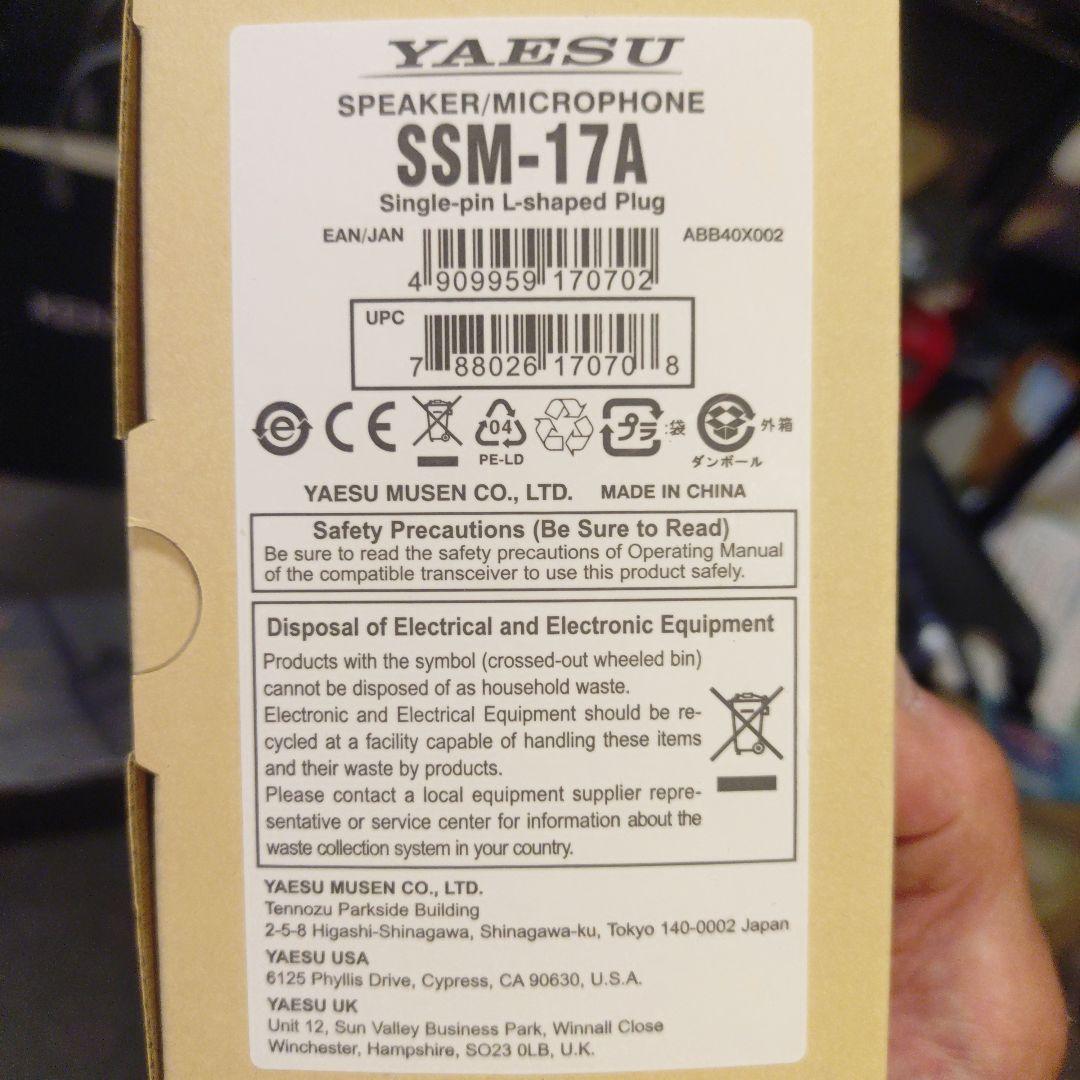 YAESU
SPEAKER/MICROPHONE
SSM-17A
Single-pin L-shaped Plug
EAN/JAN
ABB40X002
4 909959 170702
UPC
7 88026 17070 8
e
CE
04
PE-LD
プラ :袋
外箱
ダンボール
YAESU MUSEN CO., LTD. MADE IN CHINA
Safety Precautions (Be Sure to Read)
Be sure to read the safety precautions of Operating Manual
of the compatible transceiver to use this product safely.
Disposal of Electrical and Electronic Equipment
Products with the symbol (crossed-out wheeled bin)
cannot be disposed of as household waste.
Electronic and Electrical Equipment should be re-
cycled at a facility capable of handling these items
and their waste by products.
Please contact a local equipment supplier repre-
sentative or service center for information about the
waste collection system in your country.
YAESU MUSEN CO., LTD.
Tennozu Parkside Building
2-5-8 Higashi-Shinagawa, Shinagawa-ku, Tokyo 140-0002 Japan
YAESU USA
6125 Phyllis Drive, Cypress, CA 90630, U.S.A.
YAESU UK
Unit 12, Sun Valley Business Park, Winnall Close
Winchester, Hampshire, SO23 0LB, U.K.